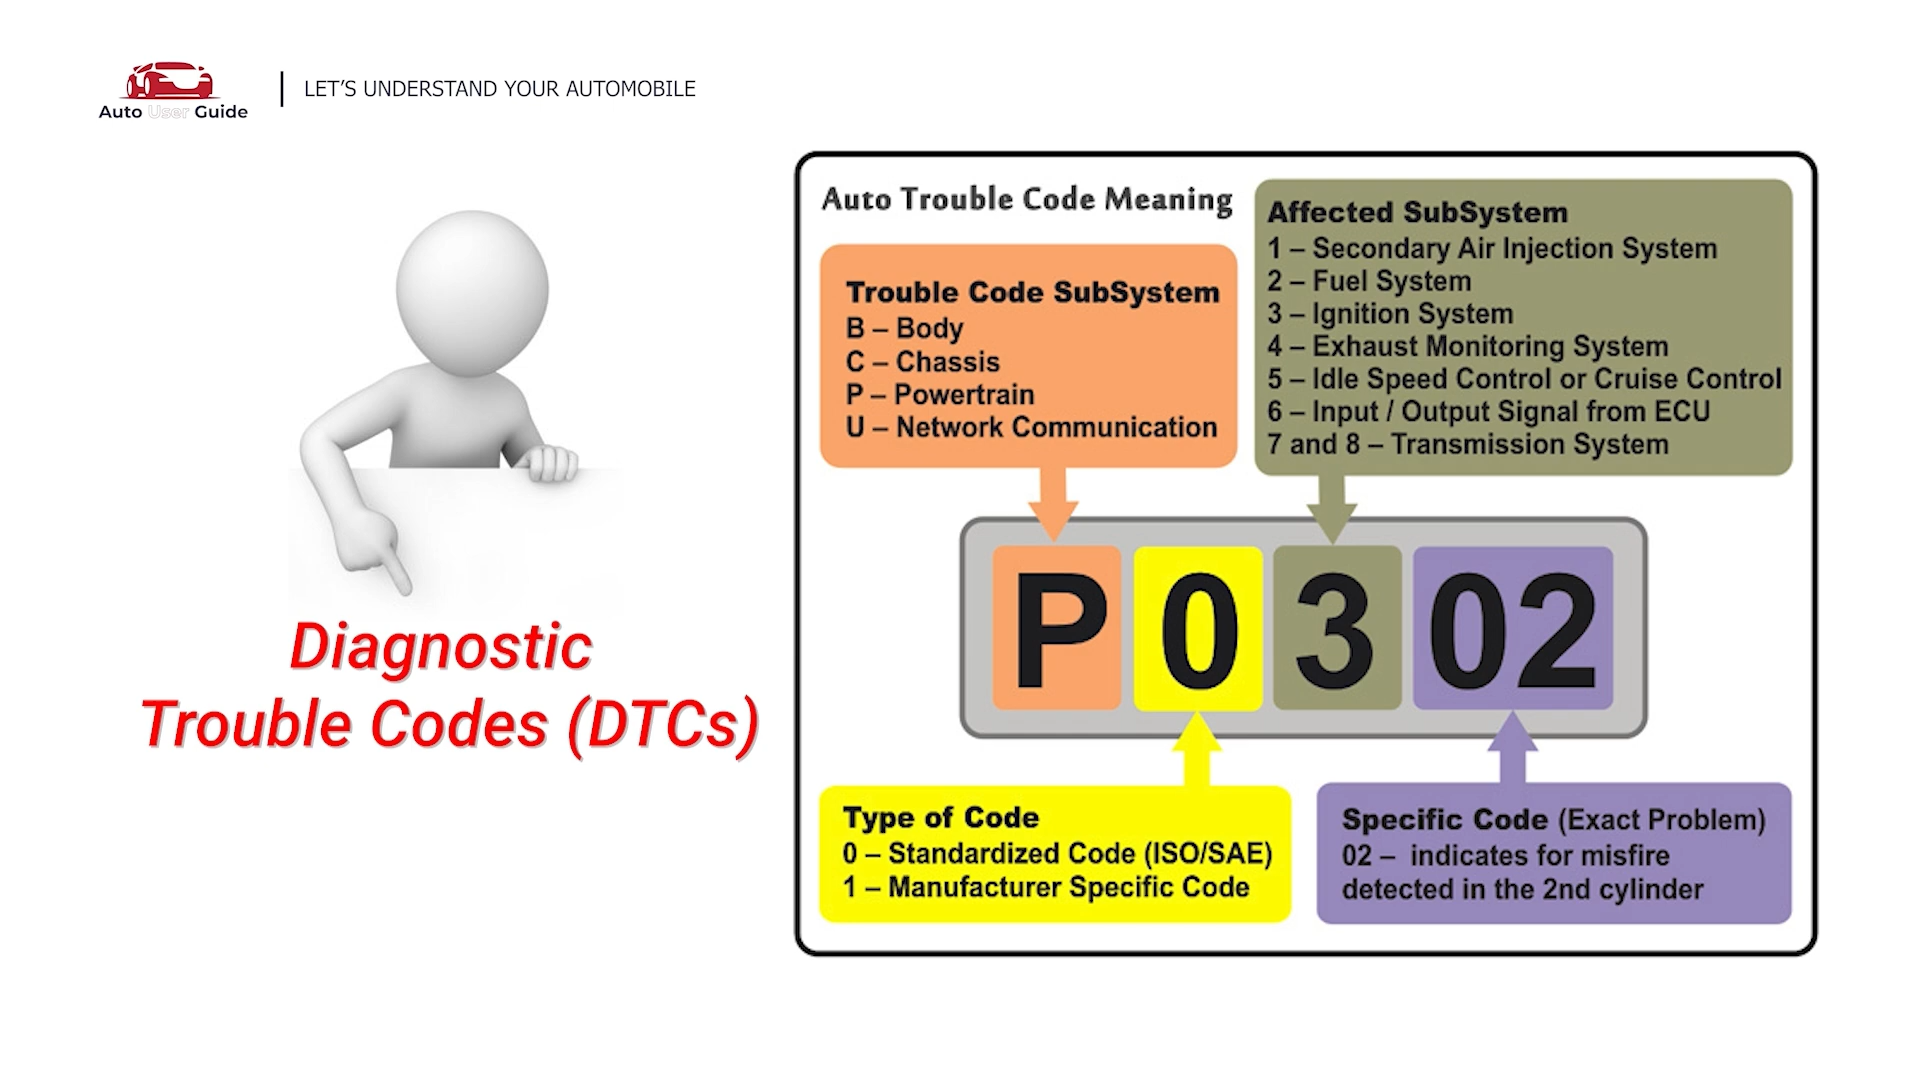 Auto User Guide
LET'S UNDERSTAND YOUR AUTOMOBILE
Diagnostic
Trouble Codes (DTCs)
Auto Trouble Code Meaning
Trouble Code SubSystem
B – Body
C – Chassis
P – Powertrain
U – Network Communication
Affected SubSystem
1 – Secondary Air Injection System
2 – Fuel System
3 – Ignition System
4 – Exhaust Monitoring System
5 – Idle Speed Control or Cruise Control
6 – Input / Output Signal from ECU
7 and 8 – Transmission System
P 0 3 02
Type of Code
0 – Standardized Code (ISO/SAE)
1 – Manufacturer Specific Code
Specific Code (Exact Problem)
02 – indicates for misfire
detected in the 2nd cylinder